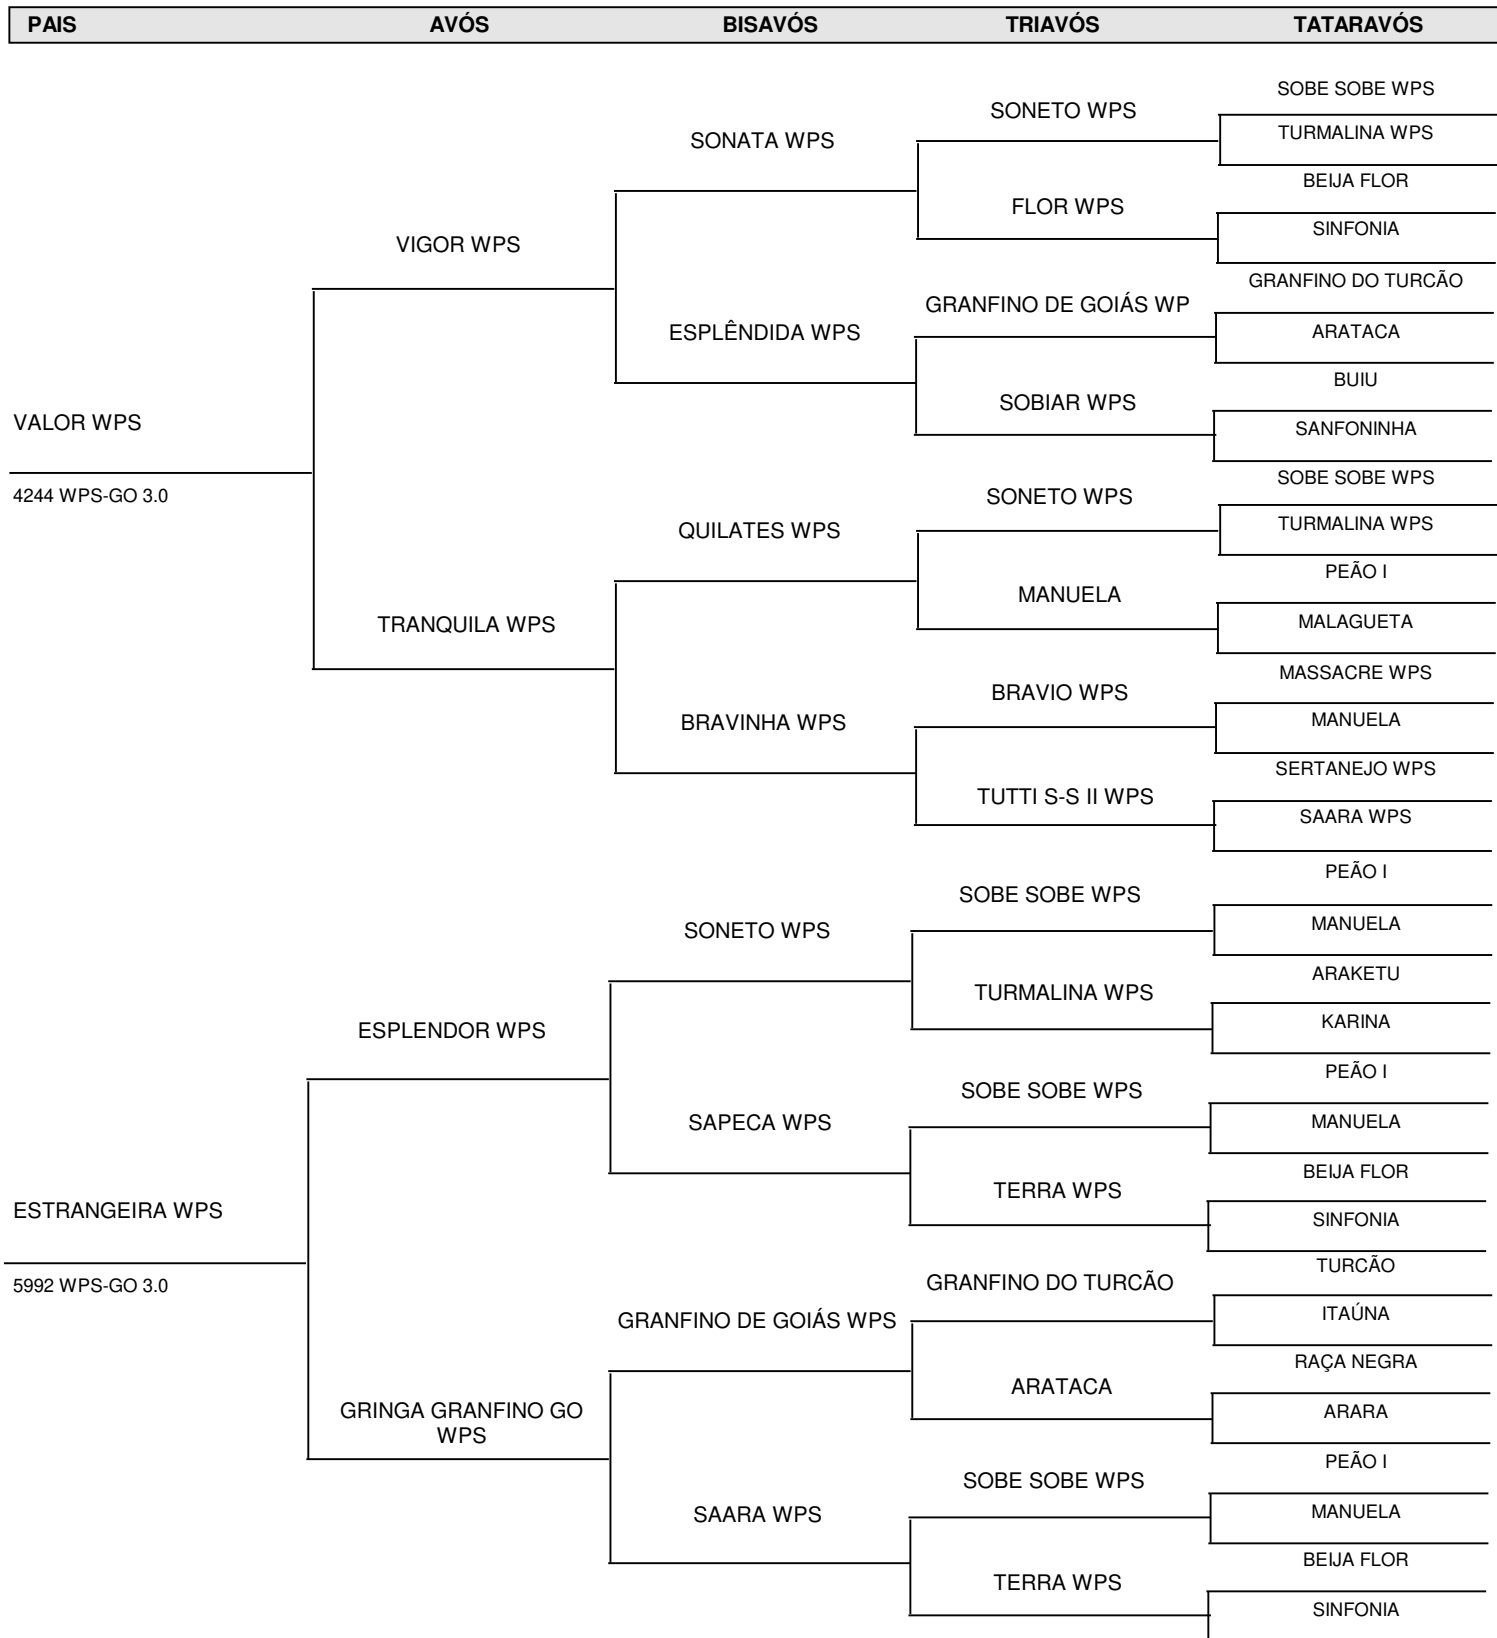 PAIS AVÓS BISAVÓS TRIAVÓS TATARAVÓS
SOBE SOBE WPS
SONETO WPS
TURMALINA WPS
SONATA WPS
BEIJA FLOR
FLOR WPS
SINFONIA
VIGOR WPS
GRANFINO DO TURCÃO
GRANFINO DE GOIÁS WP
ARATACA
ESPLÊNDIDA WPS
BUIU
SOBIAR WPS
SANFONINHA
VALOR WPS
4244 WPS-GO 3.0
SOBE SOBE WPS
SONETO WPS
TURMALINA WPS
QUILATES WPS
PEÃO I
MANUELA
MALAGUETA
TRANQUILA WPS
MASSACRE WPS
BRAVIO WPS
MANUELA
BRAVINHA WPS
SERTANEJO WPS
TUTTI S-S II WPS
SAARA WPS
PEÃO I
SOBE SOBE WPS
MANUELA
SONETO WPS
ARAKETU
TURMALINA WPS
KARINA
ESPLENDOR WPS
PEÃO I
SOBE SOBE WPS
MANUELA
SAPECA WPS
BEIJA FLOR
TERRA WPS
SINFONIA
ESTRANGEIRA WPS
5992 WPS-GO 3.0
TURCÃO
GRANFINO DO TURCÃO
ITAÚNA
GRANFINO DE GOIÁS WPS
RAÇA NEGRA
ARATACA
ARARA
GRINGA GRANFINO GO
WPS
PEÃO I
SOBE SOBE WPS
MANUELA
SAARA WPS
BEIJA FLOR
TERRA WPS
SINFONIA